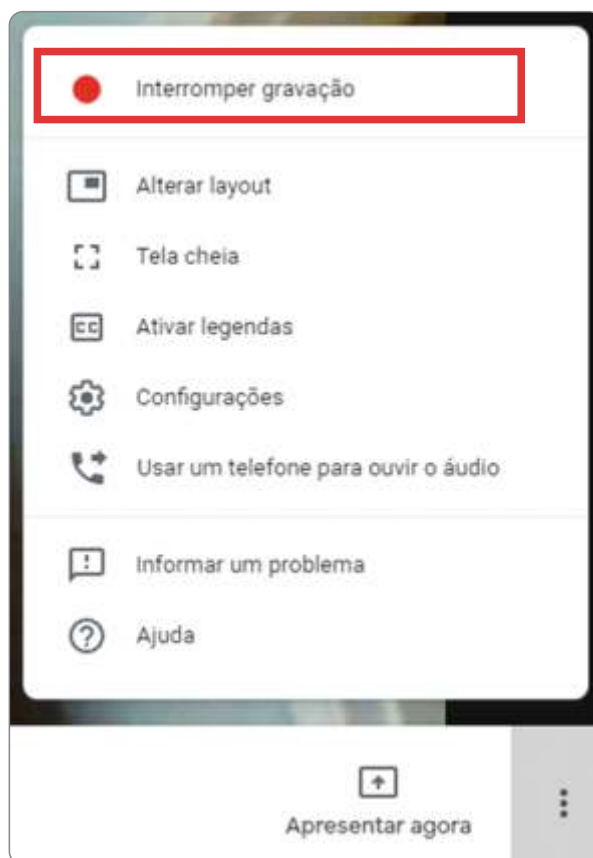 Interromper gravação
Alterar layout
Tela cheia
CC Ativar legendas
Configurações
Usar um telefone para ouvir o áudio
Informar um problema
Ajuda
Apresentar agora